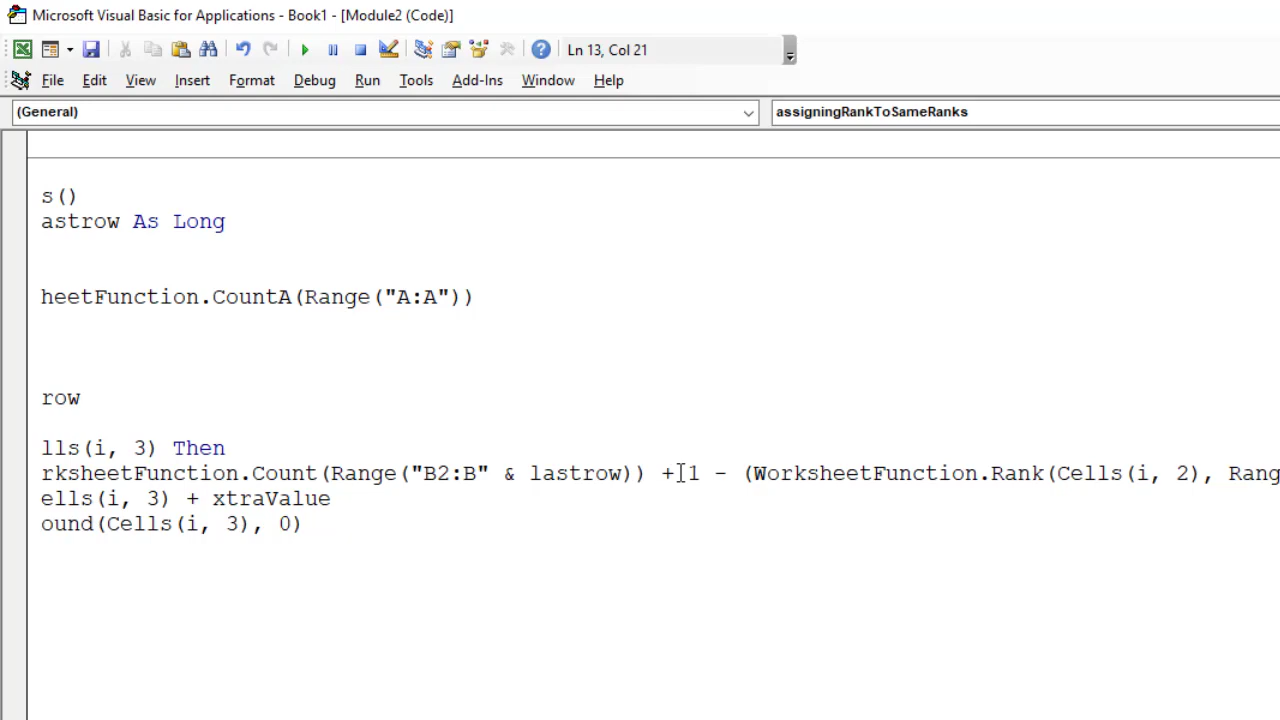 Microsoft Visual Basic for Applications - Book1 - [Module2 (Code)]
Ln 13, Col 21
File Edit View Insert Format Debug Run Tools Add-Ins Window Help
(General) assigningRankToSameRanks
s()
astrow As Long
heetFunction.CountA(Range("A:A"))
row
lls(i, 3) Then
rksheetFunction.Count(Range("B2:B" & lastrow)) + 1 - (WorksheetFunction.Rank(Cells(i, 2), Rang
ells(i, 3) + xtraValue
ound(Cells(i, 3), 0)